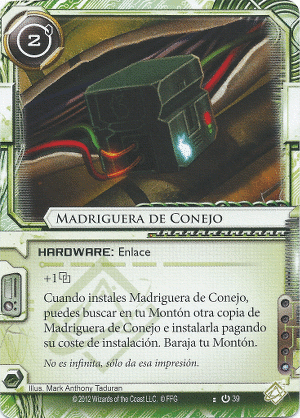 2
MADRIGUERA DE CONEJO
HARDWARE: Enlace
+1
Cuando instales Madriguera de Conejo,
puedes buscar en tu Montón otra copia de
Madriguera de Conejo e instalarla pagando
su coste de instalación. Baraja tu Montón.
No es infinita, sólo da esa impresión.
Illus. Mark Anthony Taduran
© 2012 Wizards of the Coast LLC. © FFG
39